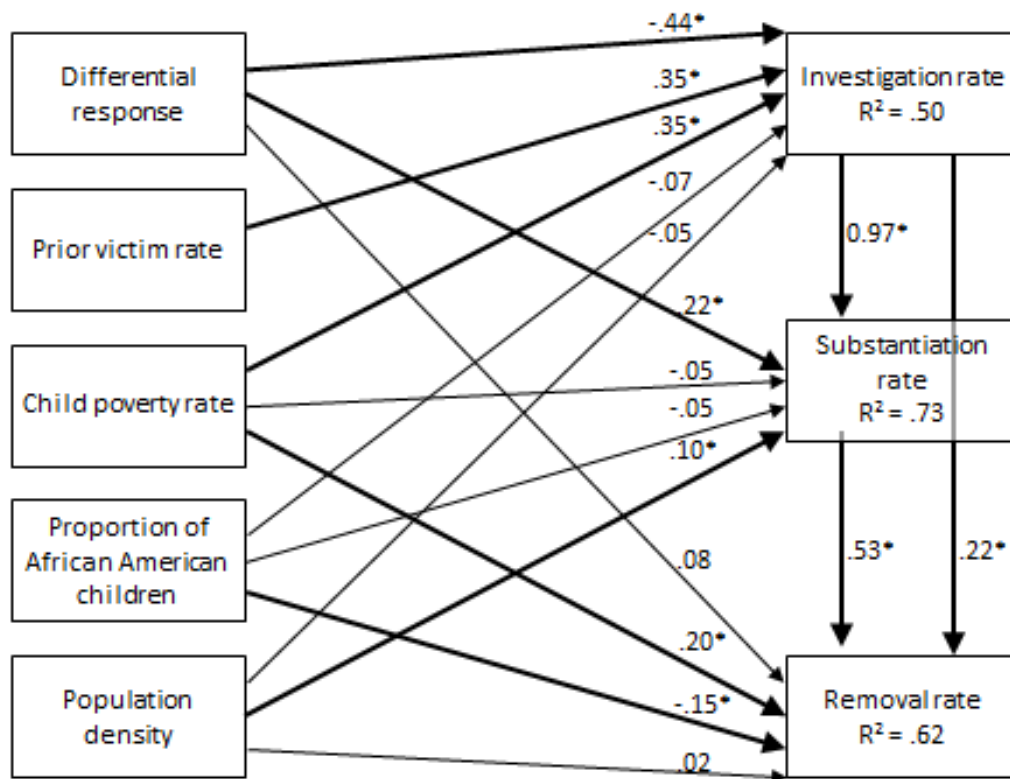 Differential
response
Prior victim rate
Child poverty rate
Proportion of
African American
children
Population
density
-.44*
.35*
.35*
-.07
-.05
.22*
-.05
-.05
.10*
.08
.20*
-.15*
.02
Investigation rate
R² = .50
0.97*
Substantiation
rate
R² = .73
.53*
.22*
Removal rate
R² = .62